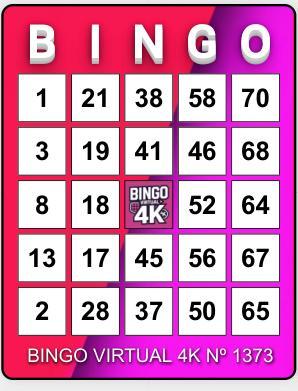 B I N G O
1 21 38 58 70
3 19 41 46 68
8 18 BINGO VIRTUAL 4K 52 64
13 17 45 56 67
2 28 37 50 65
BINGO VIRTUAL 4K Nº 1373